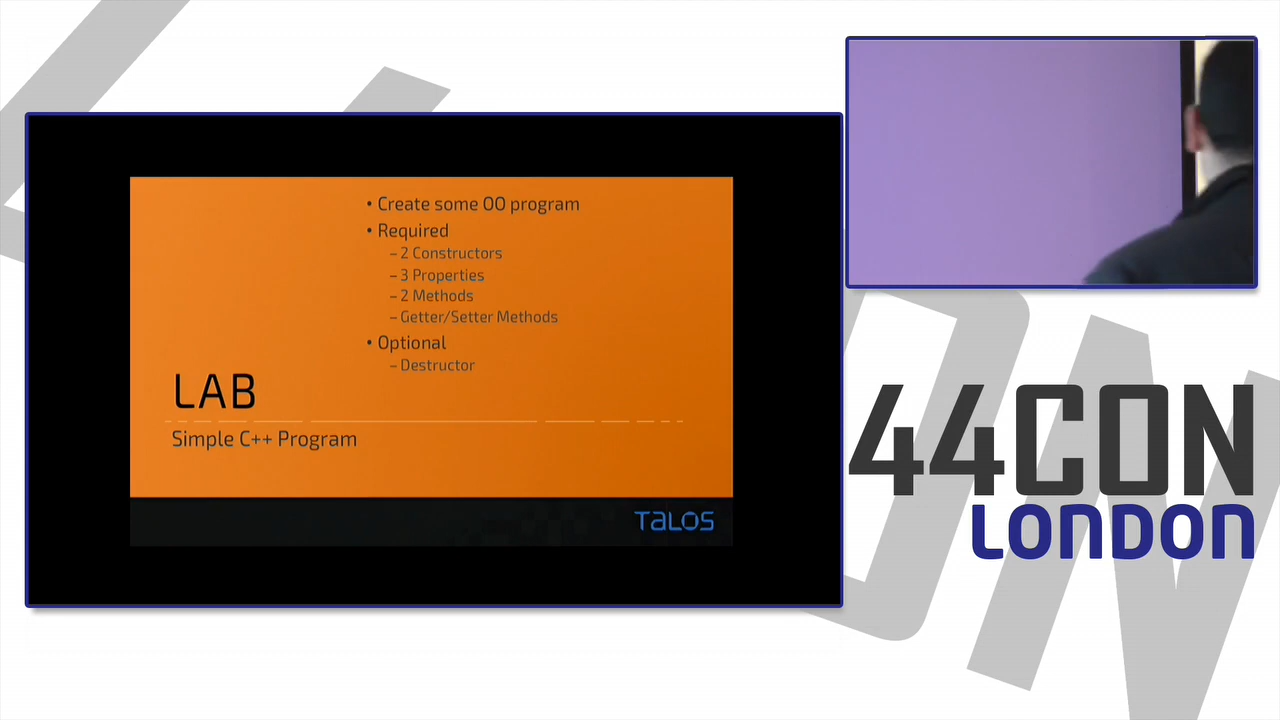 • Create some OO program
• Required
– 2 Constructors
– 3 Properties
– 2 Methods
– Getter/Setter Methods
• Optional
– Destructor
LAB
Simple C++ Program
TALOS
44CON
LONDON